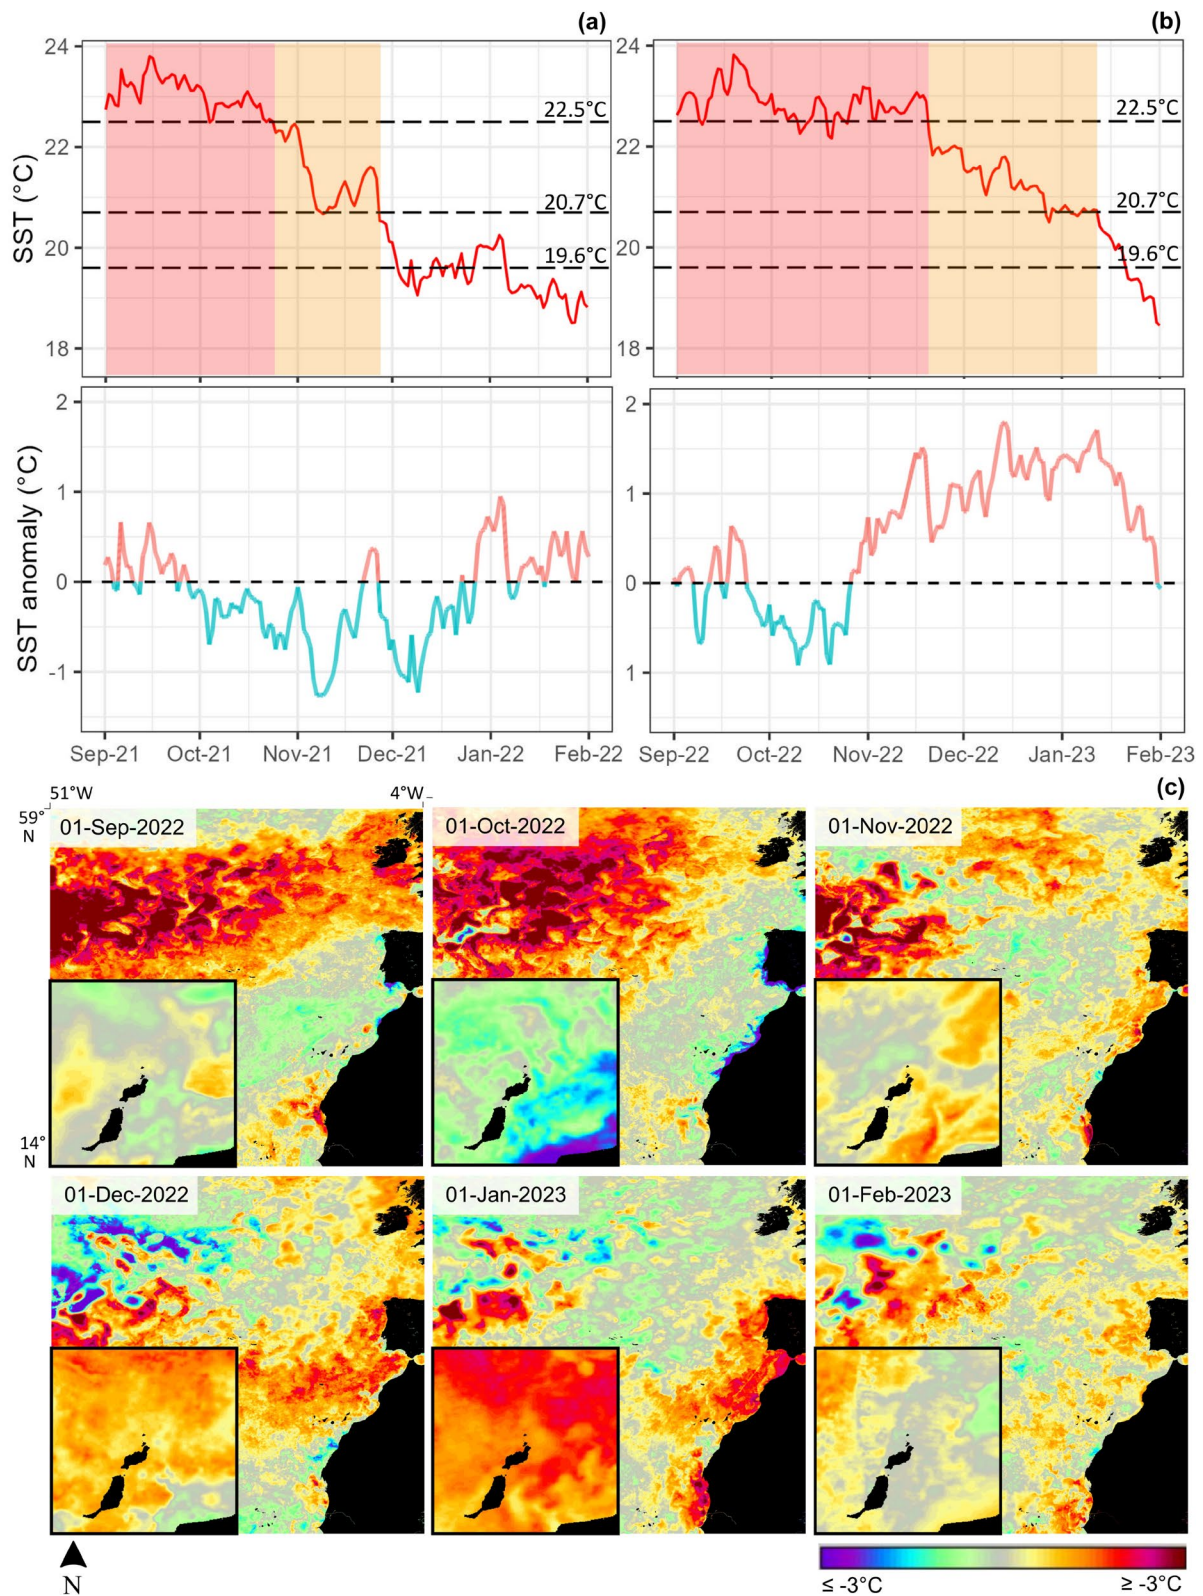 (a)
(b)
SST (°C)
24
22
20
18
22.5°C
20.7°C
19.6°C
24
22
20
18
22.5°C
20.7°C
19.6°C
SST anomaly (°C)
2
1
0
-1
2
1
0
1
Sep-21 Oct-21 Nov-21 Dec-21 Jan-22 Feb-22
Sep-22 Oct-22 Nov-22 Dec-22 Jan-23 Feb-23
(c)
51°W
4°W
59°
N
14°
N
01-Sep-2022
01-Oct-2022
01-Nov-2022
01-Dec-2022
01-Jan-2023
01-Feb-2023
N
≤ -3°C
≥ -3°C